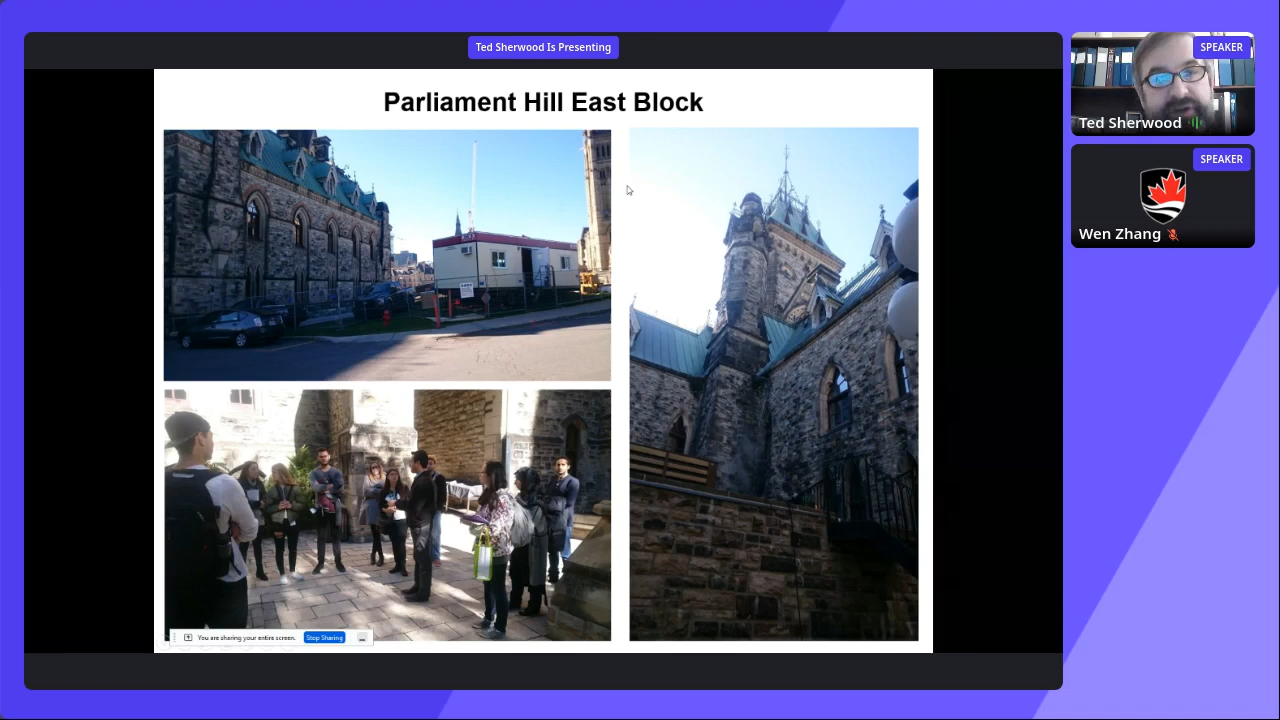 Ted Sherwood Is Presenting
SPEAKER
Ted Sherwood
SPEAKER
Wen Zhang
Parliament Hill East Block
You are sharing your entire screen.
Stop Sharing